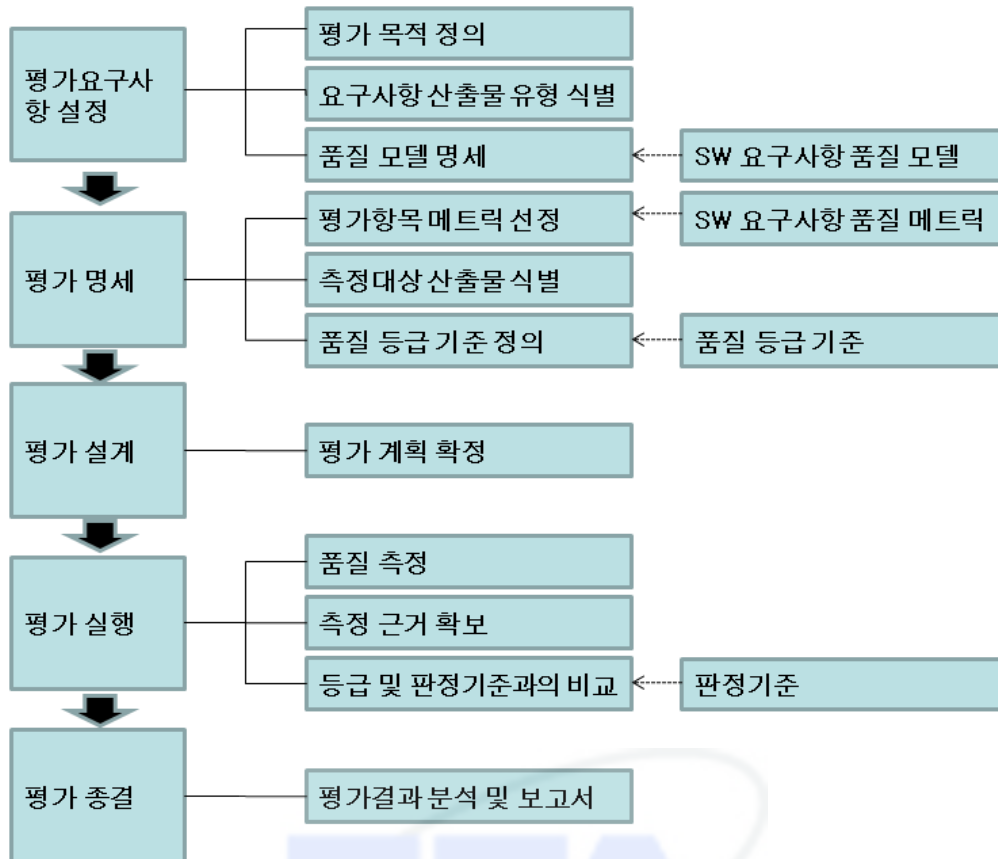 평가요구사
항 설정
평가 목적 정의
요구사항 산출물 유형 식별
품질 모델 명세
SW 요구사항 품질 모델
평가 명세
평가항목 메트릭 선정
SW 요구사항 품질 메트릭
측정대상 산출물 식별
품질 등급 기준 정의
품질 등급 기준
평가 설계
평가 계획 확정
평가 실행
품질 측정
측정 근거 확보
등급 및 판정기준과의 비교
판정기준
평가 종결
평가결과 분석 및 보고서